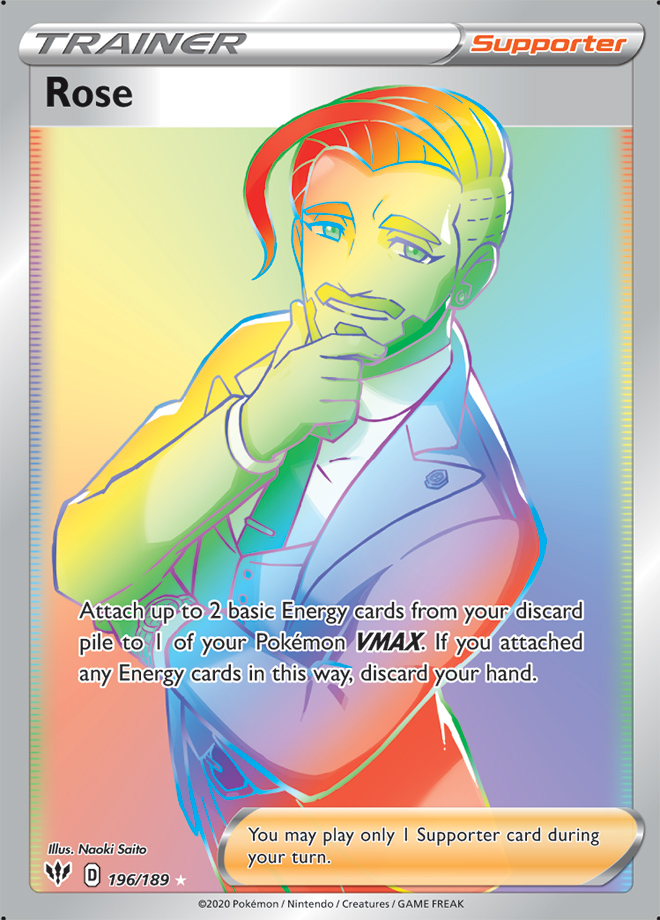 TRAINER Supporter
Rose
Attach up to 2 basic Energy cards from your discard
pile to 1 of your Pokémon VMAX. If you attached
any Energy cards in this way, discard your hand.
You may play only 1 Supporter card during
your turn.
Illus. Naoki Saito
D 196/189
©2020 Pokémon / Nintendo / Creatures / GAME FREAK